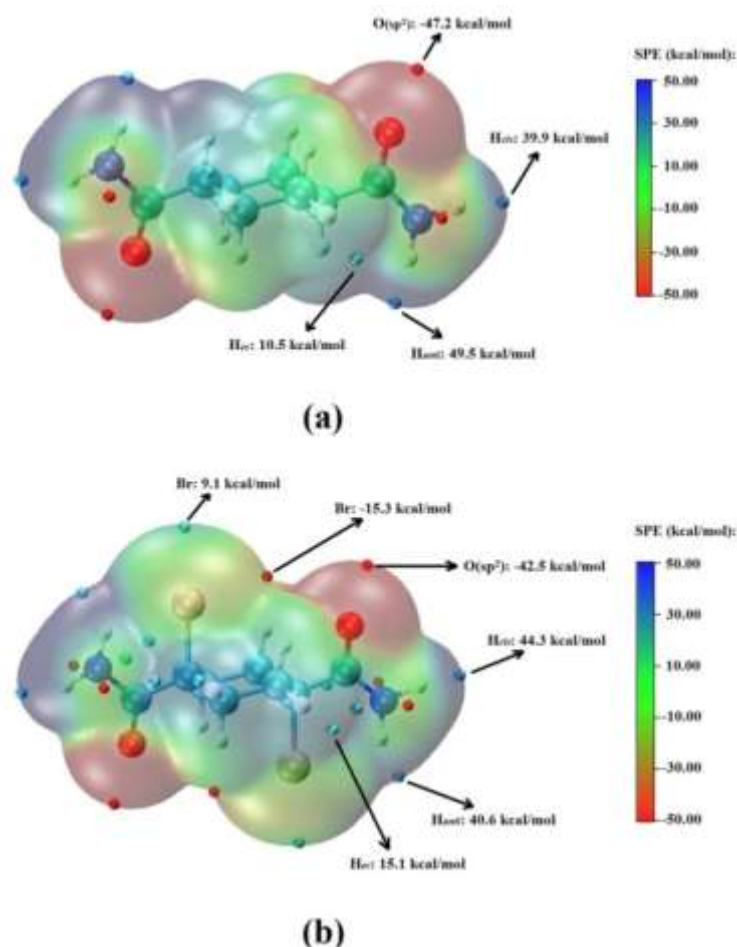 O(sp²): -47.2 kcal/mol
SPE (kcal/mol):
50.00
30.00
10.00
-10.00
-30.00
-50.00
39.9 kcal/mol
10.5 kcal/mol
49.5 kcal/mol
(a)
Br: 9.1 kcal/mol
Br: -15.3 kcal/mol
SPE (kcal/mol):
O(sp²): -42.5 kcal/mol
50.00
30.00
10.00
-10.00
-30.00
-50.00
44.3 kcal/mol
40.6 kcal/mol
15.1 kcal/mol
(b)